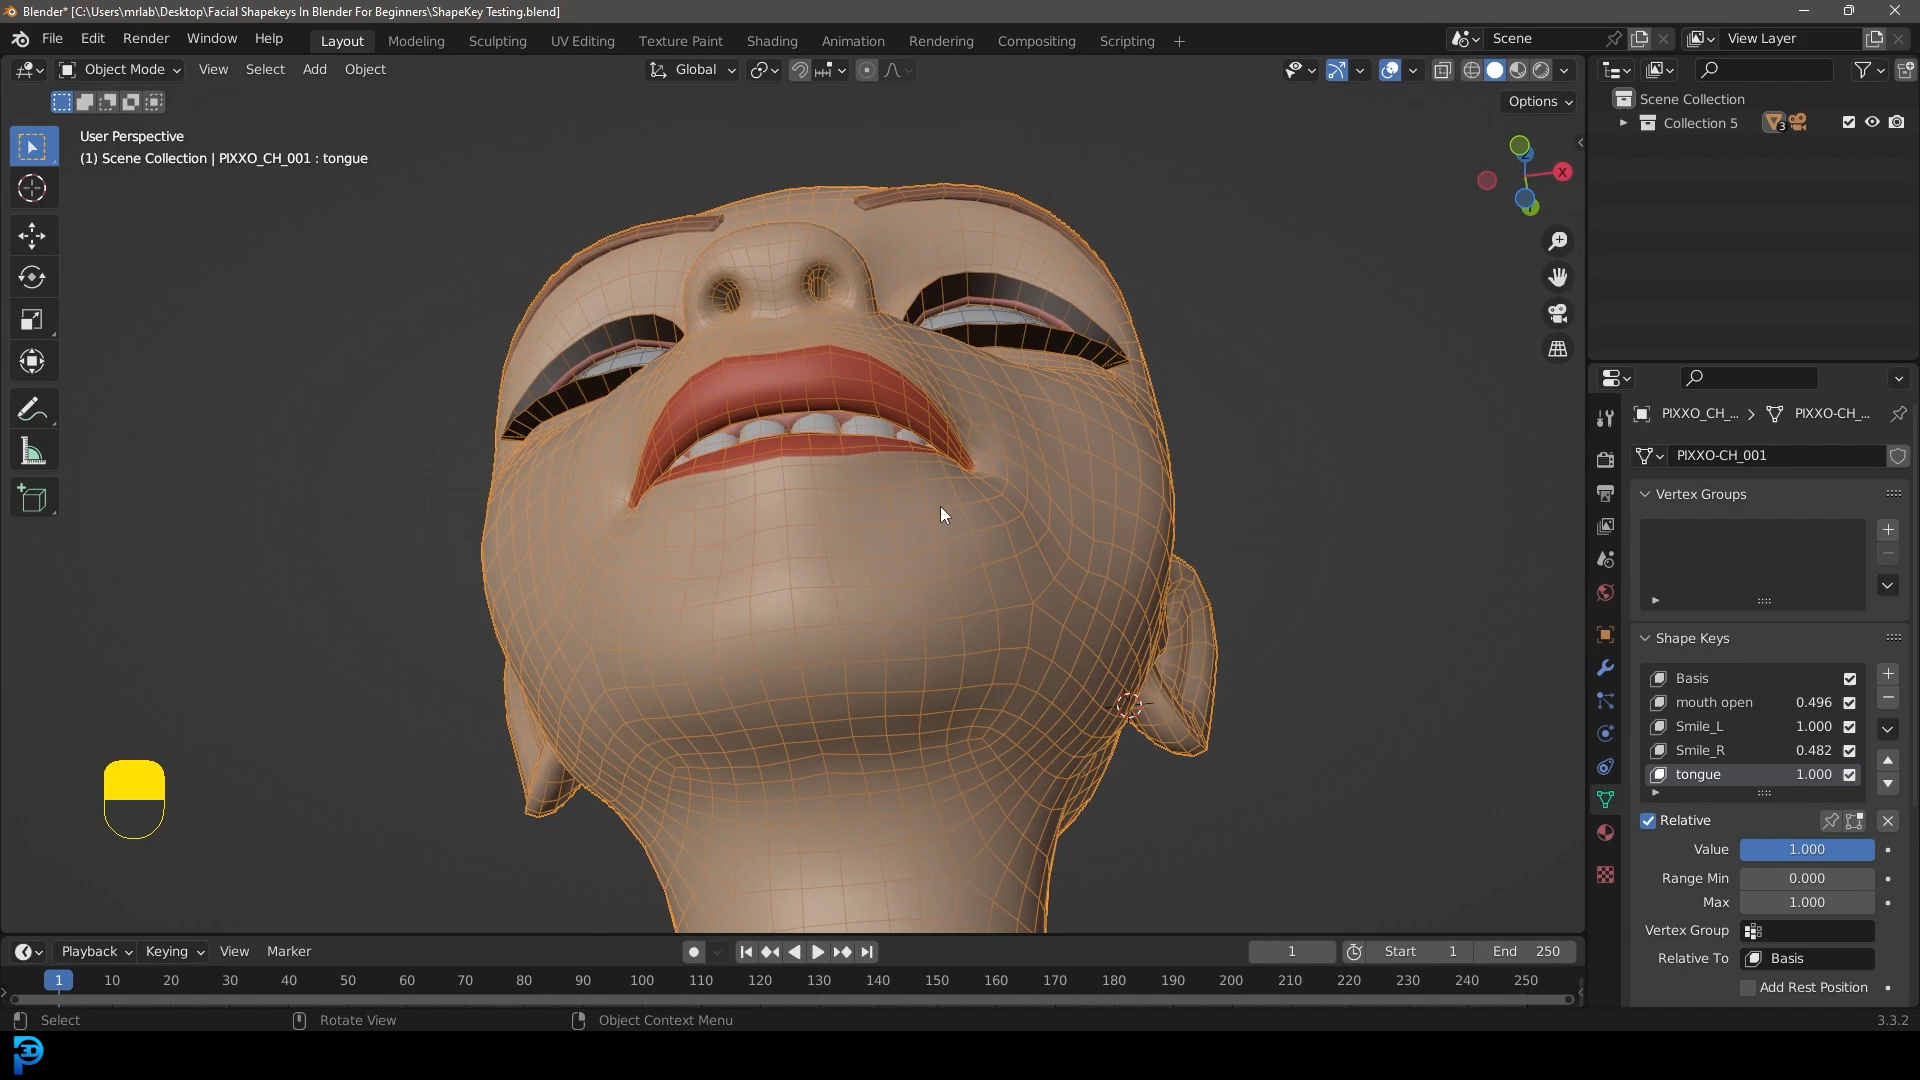 Blender* [C:\Users\mrlab\Desktop\Facial Shapekeys In Blender For Beginners\ShapeKey Testing.blend]
File Edit Render Window Help Layout Modeling Sculpting UV Editing Texture Paint Shading Animation Rendering Compositing Scripting + Scene View Layer
Object Mode View Select Add Object Global
Options
User Perspective
(1) Scene Collection | PIXXO_CH_001 : tongue
X
Scene Collection
Collection 5 3
PIXXO_CH_... > PIXXO-CH_...
PIXXO-CH_001
Vertex Groups
Shape Keys
Basis
mouth open 0.496
Smile_L 1.000
Smile_R 0.482
tongue 1.000
Relative
Value 1.000
Range Min 0.000
Max 1.000
Vertex Group
Relative To Basis
Add Rest Position
Playback Keying View Marker 1 Start 1 End 250
1 10 20 30 40 50 60 70 80 90 100 110 120 130 140 150 160 170 180 190 200 210 220 230 240 250
Select Rotate View Object Context Menu 3.3.2
3D